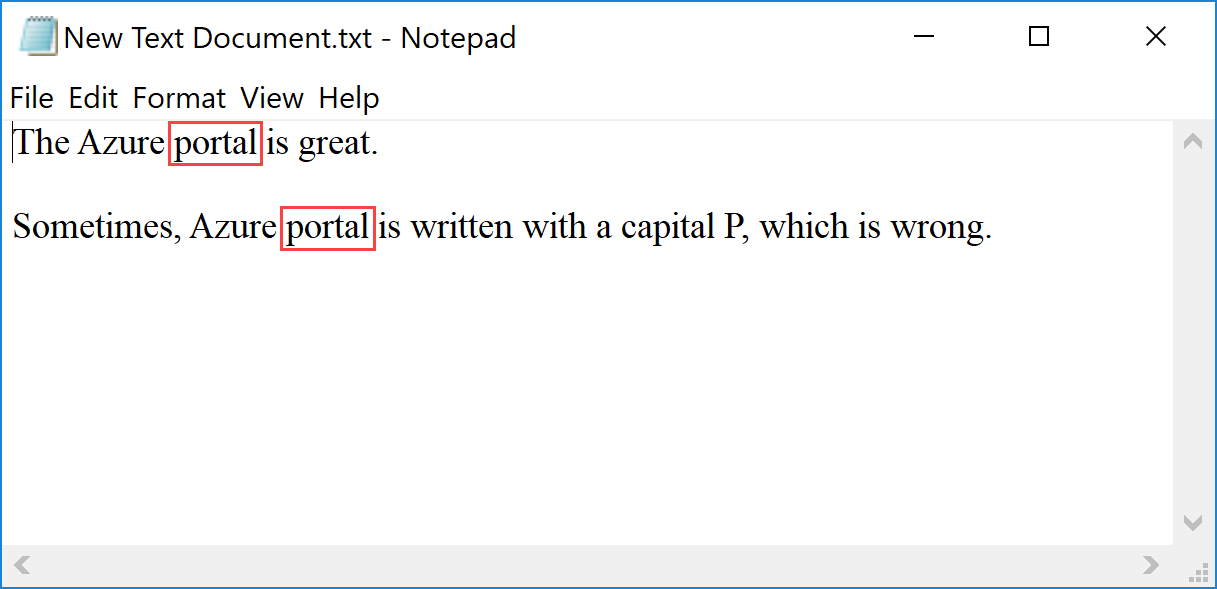 New Text Document.txt - Notepad
File Edit Format View Help
The Azure portal is great.
Sometimes, Azure portal is written with a capital P, which is wrong.